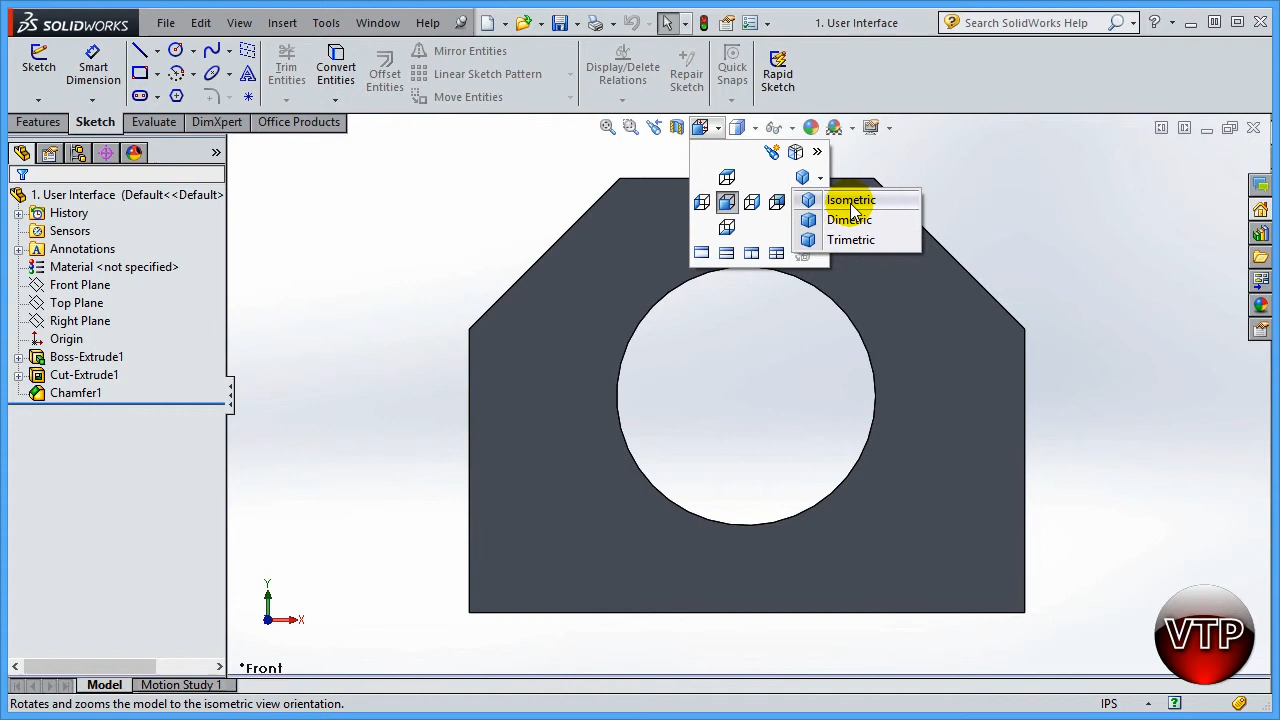 SOLIDWORKS File Edit View Insert Tools Window Help 1. User Interface Search SolidWorks Help
Sketch Smart Dimension Trim Entities Convert Entities Offset Entities Mirror Entities Linear Sketch Pattern Move Entities Display/Delete Relations Repair Sketch Quick Snaps Rapid Sketch
Features Sketch Evaluate DimXpert Office Products
1. User Interface (Default<<Default>
History
Sensors
Annotations
Material <not specified>
Front Plane
Top Plane
Right Plane
Origin
Boss-Extrude1
Cut-Extrude1
Chamfer1
Isometric
Dimetric
Trimetric
Y
X
*Front
VTP
Model Motion Study 1
Rotates and zooms the model to the isometric view orientation. IPS